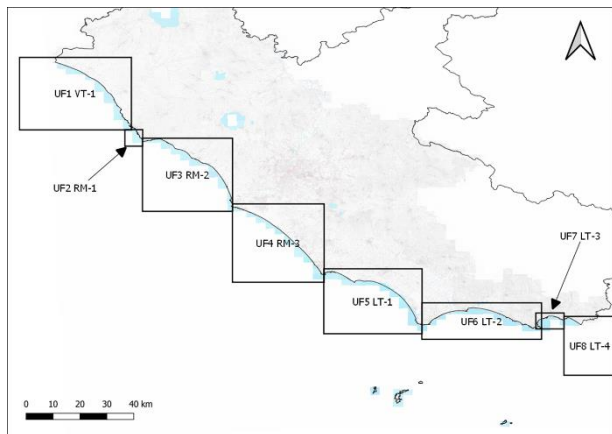 UF1 VT-1
UF2 RM-1
UF3 RM-2
UF4 RM-3
UF5 LT-1
UF6 LT-2
UF7 LT-3
UF8 LT-4
0 10 20 30 40 km